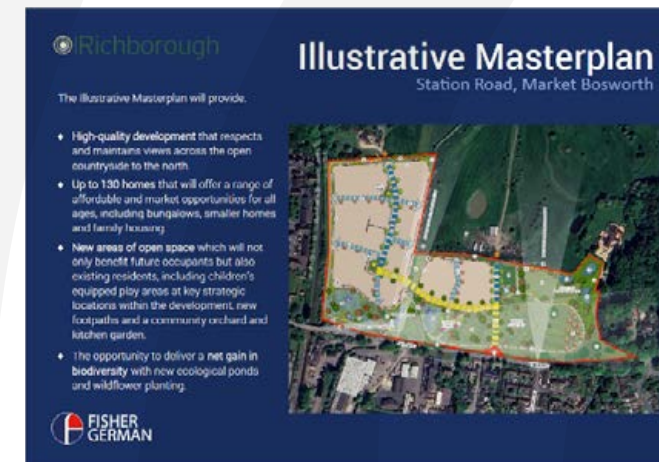 Richborough
Illustrative Masterplan
Station Road, Market Bosworth
The Illustrative Masterplan will provide:
♦ High-quality development that respects
and maintains views across the open
countryside to the north.
♦ Up to 130 homes that will offer a range of
affordable and market opportunities for all
ages, including bungalows, smaller homes
and family housing.
♦ New areas of open space which will not
only benefit future occupants but also
existing residents, including children's
equipped play areas at key strategic
locations within the development, new
footpaths and a community orchard and
kitchen garden.
♦ The opportunity to deliver a net gain in
biodiversity with new ecological ponds
and wildflower planting.
FISHER
GERMAN